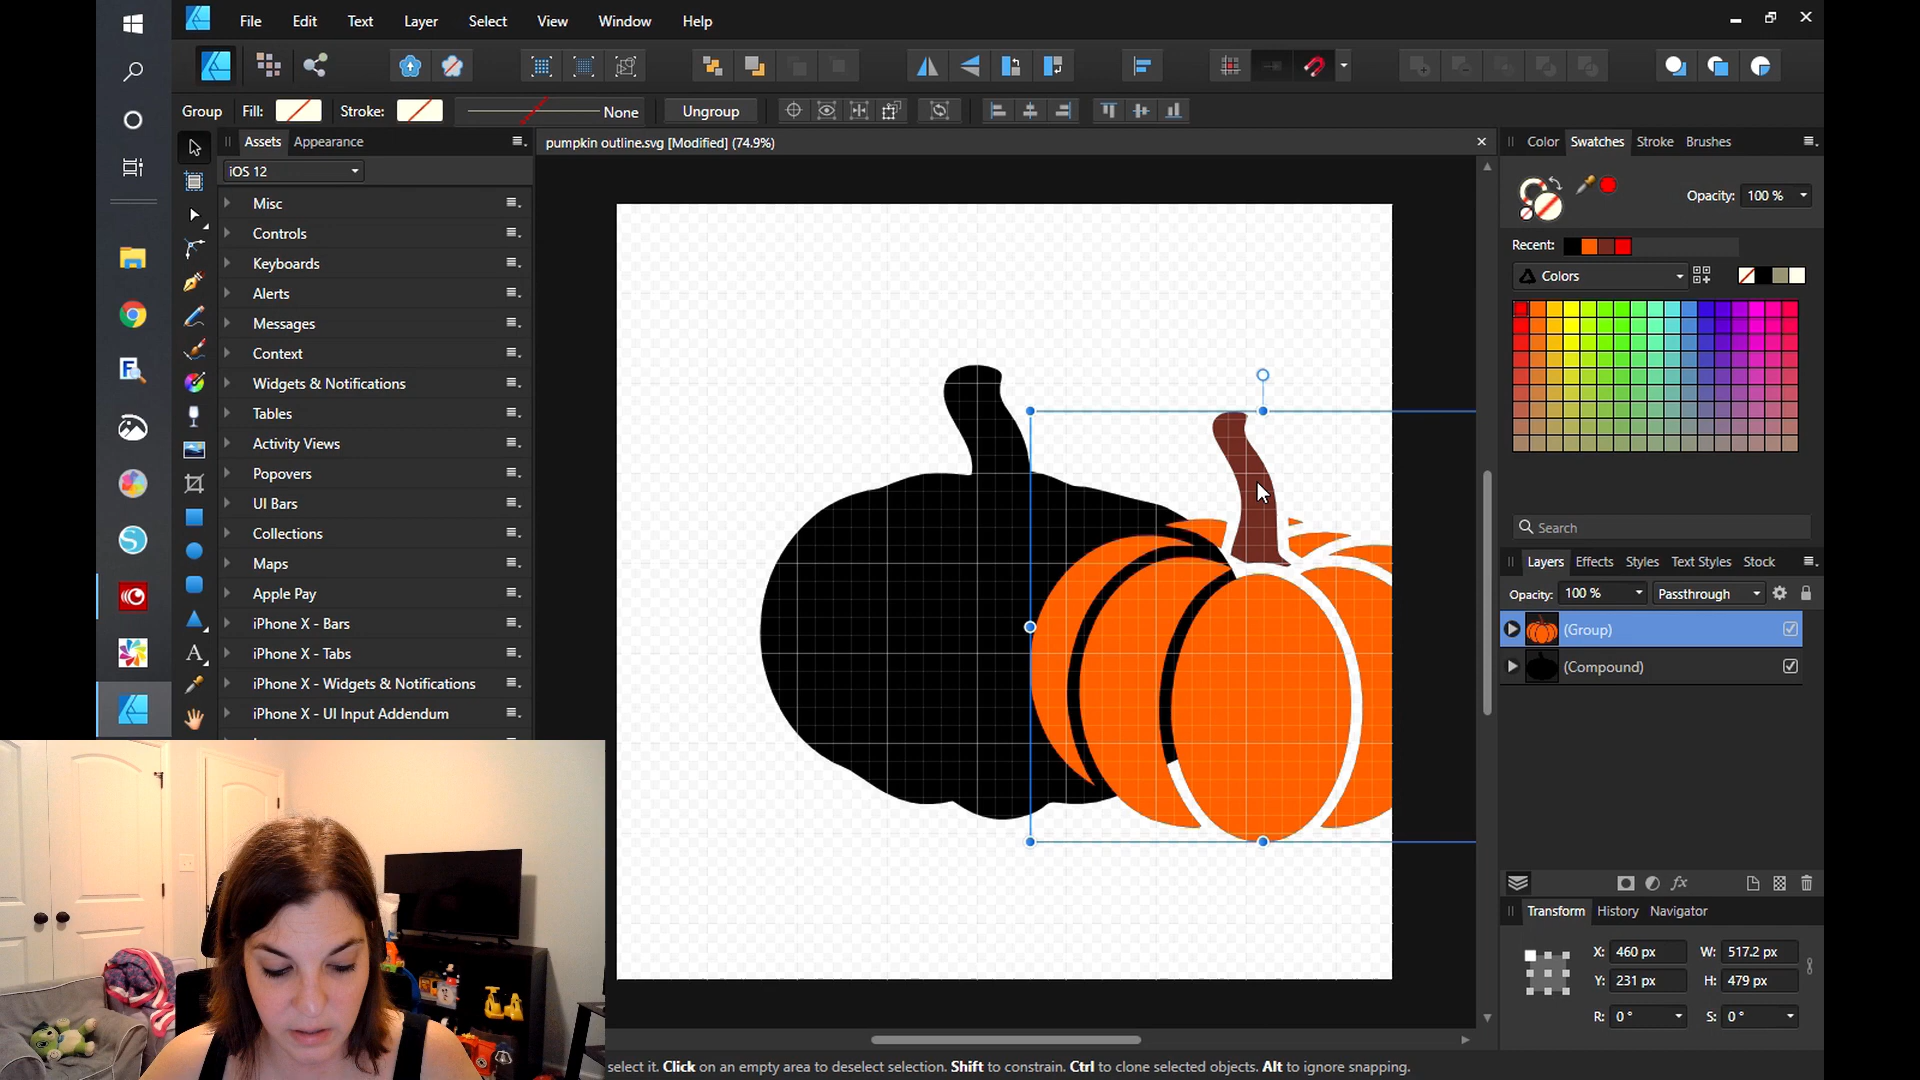 File Edit Text Layer Select View Window Help
Group Fill: Stroke: None Ungroup
Assets Appearance
pumpkin outline.svg [Modified] (74.9%)
Color Swatches Stroke Brushes
iOS 12
Misc
Controls
Keyboards
Alerts
Messages
Context
Widgets & Notifications
Tables
Activity Views
Popovers
UI Bars
Collections
Maps
Apple Pay
iPhone X - Bars
iPhone X - Tabs
iPhone X - Widgets & Notifications
iPhone X - UI Input Addendum
Opacity: 100 %
Recent:
Colors
Search
Layers Effects Styles Text Styles Stock
Opacity: 100 % Passthrough
(Group)
(Compound)
Transform History Navigator
X: 460 px W: 517.2 px
Y: 231 px H: 479 px
R: 0 ° S: 0 °
select it. Click on an empty area to deselect selection. Shift to constrain. Ctrl to clone selected objects. Alt to ignore snapping.